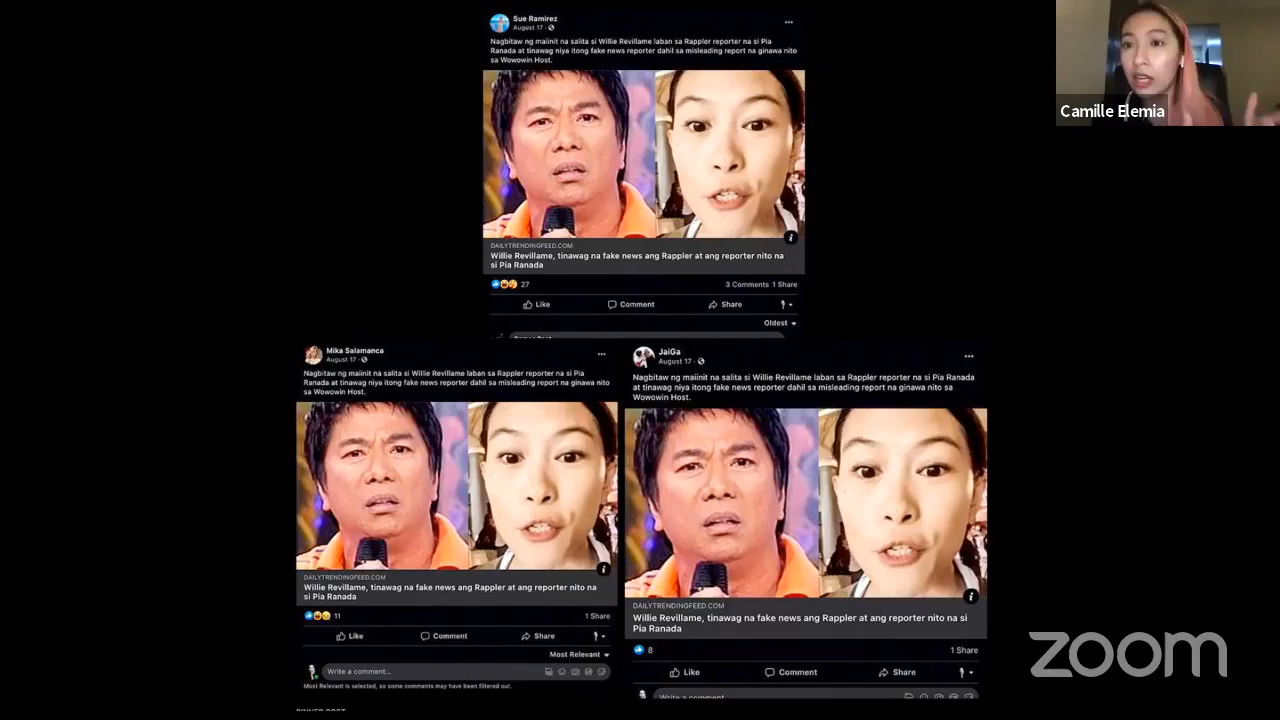 Sue Ramirez
August 17 ·
Nagbitaw ng maiinit na salita si Willie Revillame laban sa Rappler reporter na si Pia
Ranada at tinawag niya itong fake news reporter dahil sa misleading report na ginawa nito
sa Wowowin Host.
DAILYTRENDINGFEED.COM
Willie Revillame, tinawag na fake news ang Rappler at ang reporter nito na
si Pia Ranada
27
3 Comments 1 Share
Like Comment Share
Oldest
Camille Elemia
Mika Salamanca
August 17 ·
Nagbitaw ng maiinit na salita si Willie Revillame laban sa Rappler reporter na si Pia
Ranada at tinawag niya itong fake news reporter dahil sa misleading report na ginawa nito
sa Wowowin Host.
DAILYTRENDINGFEED.COM
Willie Revillame, tinawag na fake news ang Rappler at ang reporter nito na
si Pia Ranada
11
1 Share
Like Comment Share
Most Relevant
Write a comment...
Most Relevant is selected, so some comments may have been filtered out.
JaiGa
August 17 ·
Nagbitaw ng maiinit na salita si Willie Revillame laban sa Rappler reporter na si Pia Ranada
at tinawag niya itong fake news reporter dahil sa misleading report na ginawa nito sa
Wowowin Host.
DAILYTRENDINGFEED.COM
Willie Revillame, tinawag na fake news ang Rappler at ang reporter nito na si
Pia Ranada
8
1 Share
Like Comment Share
Write a comment
zoom